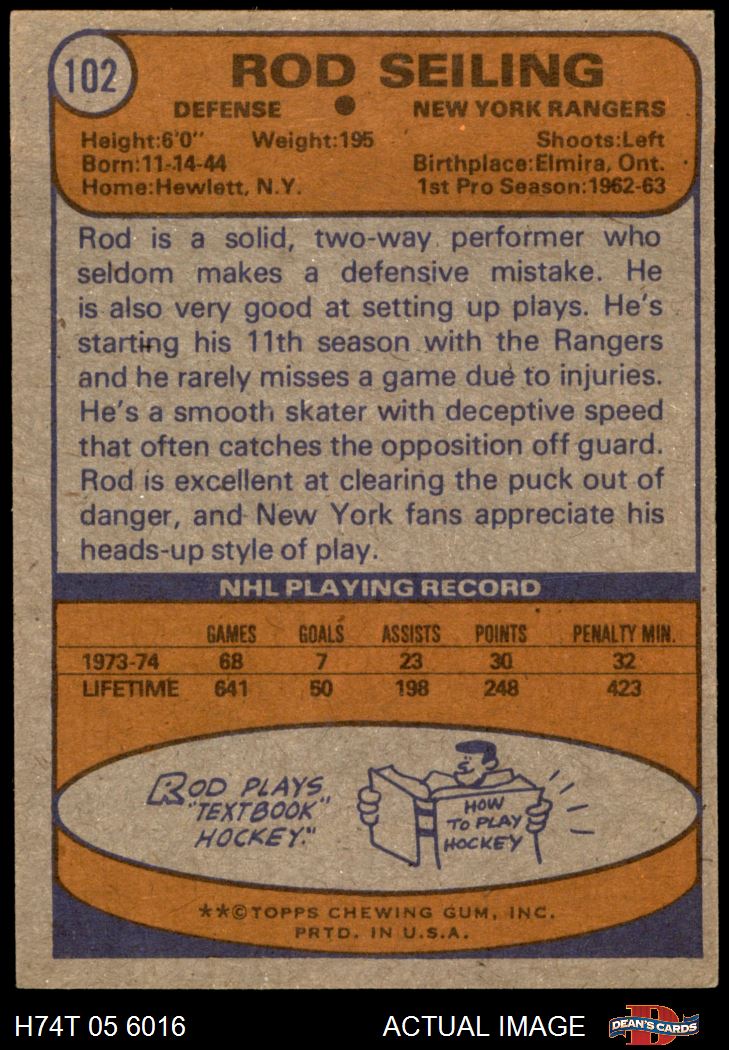 102
ROD SEILING
DEFENSE ● NEW YORK RANGERS
Height:6'0" Weight:195 Shoots:Left
Born:11-14-44 Birthplace:Elmira, Ont.
Home:Hewlett, N.Y. 1st Pro Season:1962-63
Rod is a solid, two-way performer who
seldom makes a defensive mistake. He
is also very good at setting up plays. He's
starting his 11th season with the Rangers
and he rarely misses a game due to injuries.
He's a smooth skater with deceptive speed
that often catches the opposition off guard.
Rod is excellent at clearing the puck out of
danger, and New York fans appreciate his
heads-up style of play.
NHL PLAYING RECORD
GAMES GOALS ASSISTS POINTS PENALTY MIN.
1973-74 68 7 23 30 32
LIFETIME 641 50 198 248 423
ROD PLAYS
"TEXTBOOK"
HOCKEY."
HOW
TO PLAY
HOCKEY
**©TOPPS CHEWING GUM, INC.
PRTD. IN U.S.A.
H74T 05 6016 ACTUAL IMAGE
D
DEAN'S CARDS